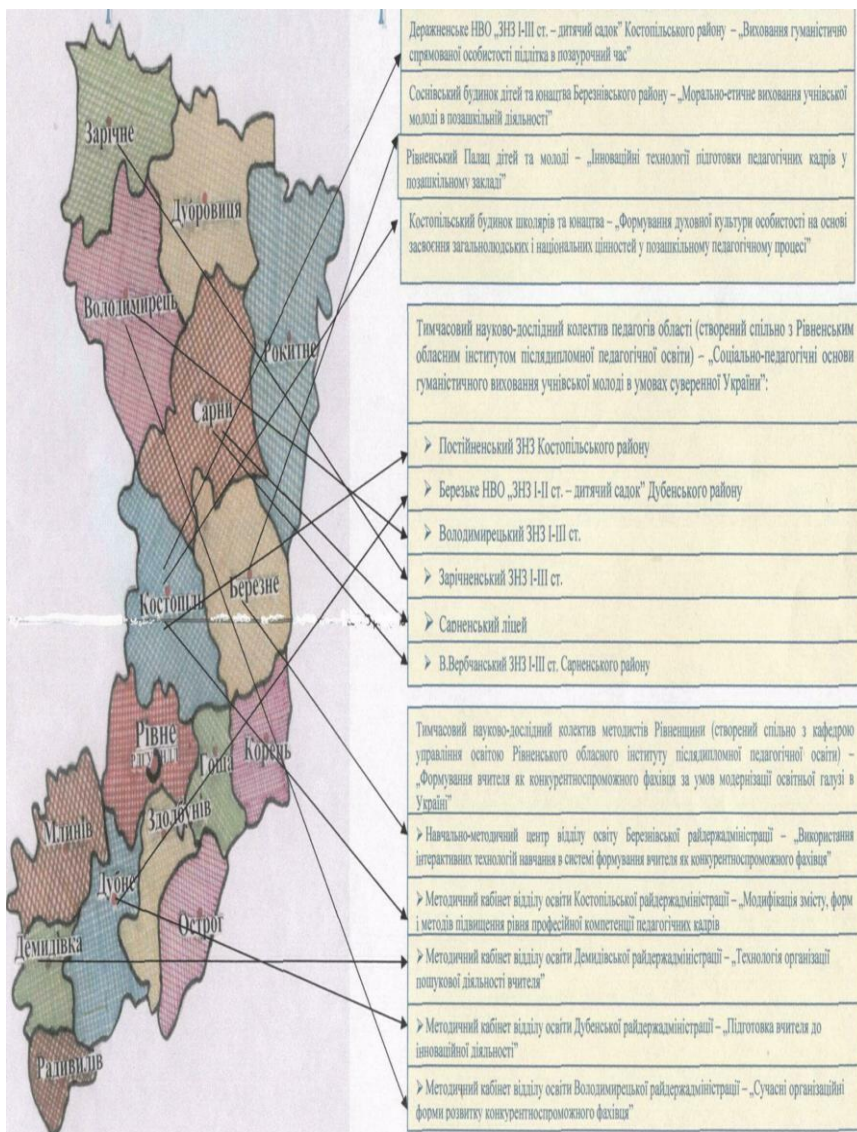 Зарічне
Дубровиця
Володимирець
Рокитне
Сарни
Березне
Костопіль
Рівне
Гоща
Корець
Млинів
Здолбунів
Дубне
Острог
Демидівка
Радивилів
Деражненське НВО „ЗНЗ І-ІІІ ст. – дитячий садок” Костопільського району – „Виховання гуманістично
спрямованої особистості підлітка в позаурочний час”
Соснівський будинок дітей та юнацтва Березнівського району – „Морально-етичне виховання учнівської
молоді в позашкільній діяльності”
Рівненський Палац дітей та молоді – „Інноваційні технології підготовки педагогічних кадрів у
позашкільному закладі”
Костопільський будинок школярів та юнацтва – „Формування духовної культури особистості на основі
засвоєння загальнолюдських і національних цінностей у позашкільному педагогічному процесі”
Тимчасовий науково-дослідний колектив педагогів області (створений спільно з Рівненським
обласним інститутом післядипломної педагогічної освіти) – „Соціально-педагогічні основи
гуманістичного виховання учнівської молоді в умовах суверенної України”:
➤ Постійненський ЗНЗ Костопільського району
➤ Березьке НВО „ЗНЗ І-ІІ ст. – дитячий садок” Дубенського району
➤ Володимирецький ЗНЗ І-ІІІ ст.
➤ Зарічненський ЗНЗ І-ІІІ ст.
➤ Сарненський ліцей
➤ В.Вербчанський ЗНЗ І-ІІІ ст. Сарненського району
Тимчасовий науково-дослідний колектив методистів Рівненщини (створений спільно з кафедрою
управління освітою Рівненського обласного інституту післядипломної педагогічної освіти) –
„Формування вчителя як конкурентноспроможного фахівця за умов модернізації освітньої галузі в
Україні”
➤ Навчально-методичний центр відділу освіту Березнівської райдержадміністрації – „Використання
інтерактивних технологій навчання в системі формування вчителя як конкурентноспроможного фахівця”
➤ Методичний кабінет відділу освіти Костопільської райдержадміністрації – „Модифікація змісту, форм
і методів підвищення рівня професійної компетенції педагогічних кадрів
➤ Методичний кабінет відділу освіти Демидівської райдержадміністрації – „Технологія організації
пошукової діяльності вчителя”
➤ Методичний кабінет відділу освіти Дубенської райдержадміністрації – „Підготовка вчителя до
інноваційної діяльності”
➤ Методичний кабінет відділу освіти Володимирецької райдержадміністрації – „Сучасні організаційні
форми розвитку конкурентноспроможного фахівця”